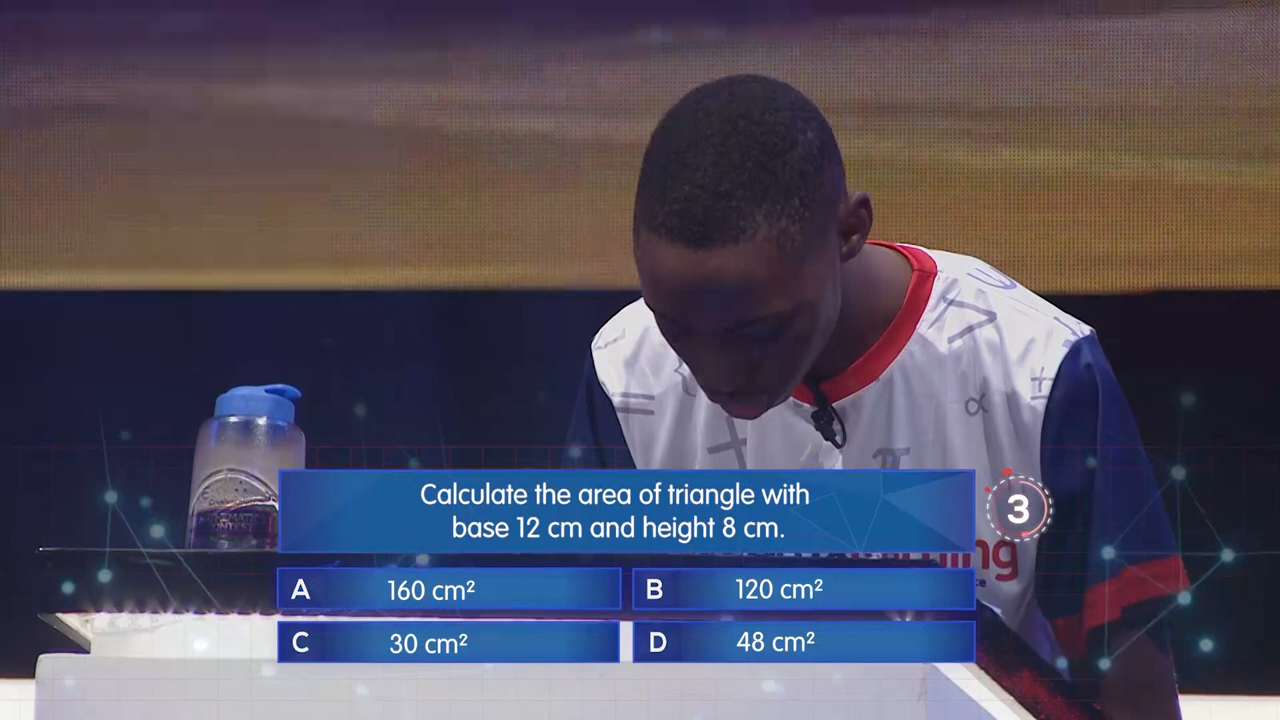 Calculate the area of triangle with
base 12 cm and height 8 cm.
3
A 160 cm²
B 120 cm²
C 30 cm²
D 48 cm²